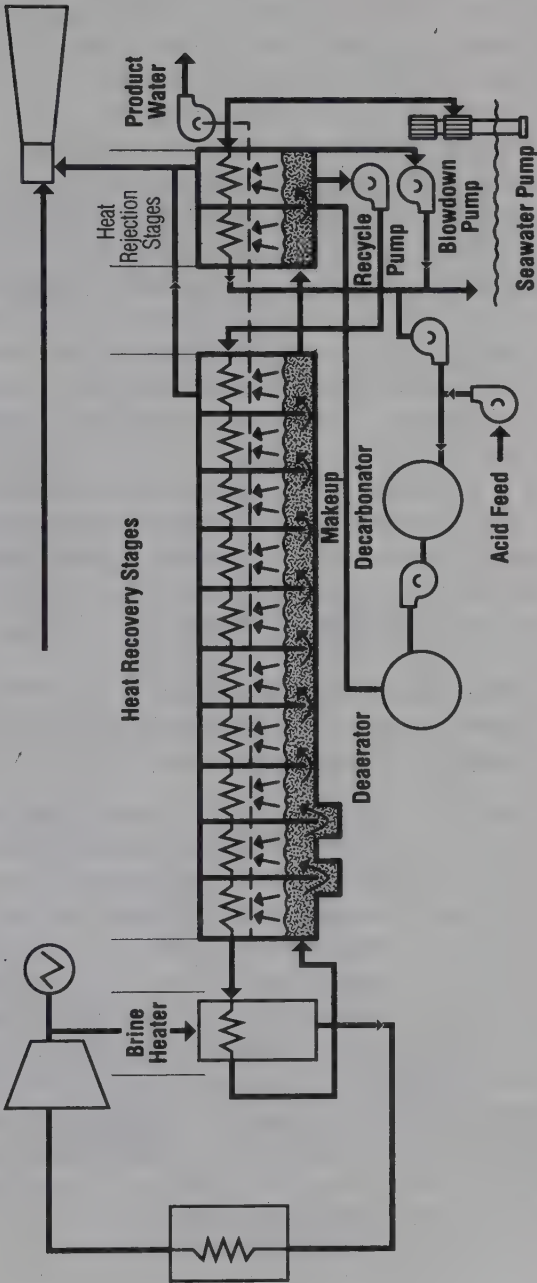 Product
Water
Heat
Rejection
Stages
Heat Recovery Stages
Brine
Heater
Recycle
Pump
Blowdown
Pump
Seawater Pump
Makeup
Decarbonator
Deaerator
Acid Feed